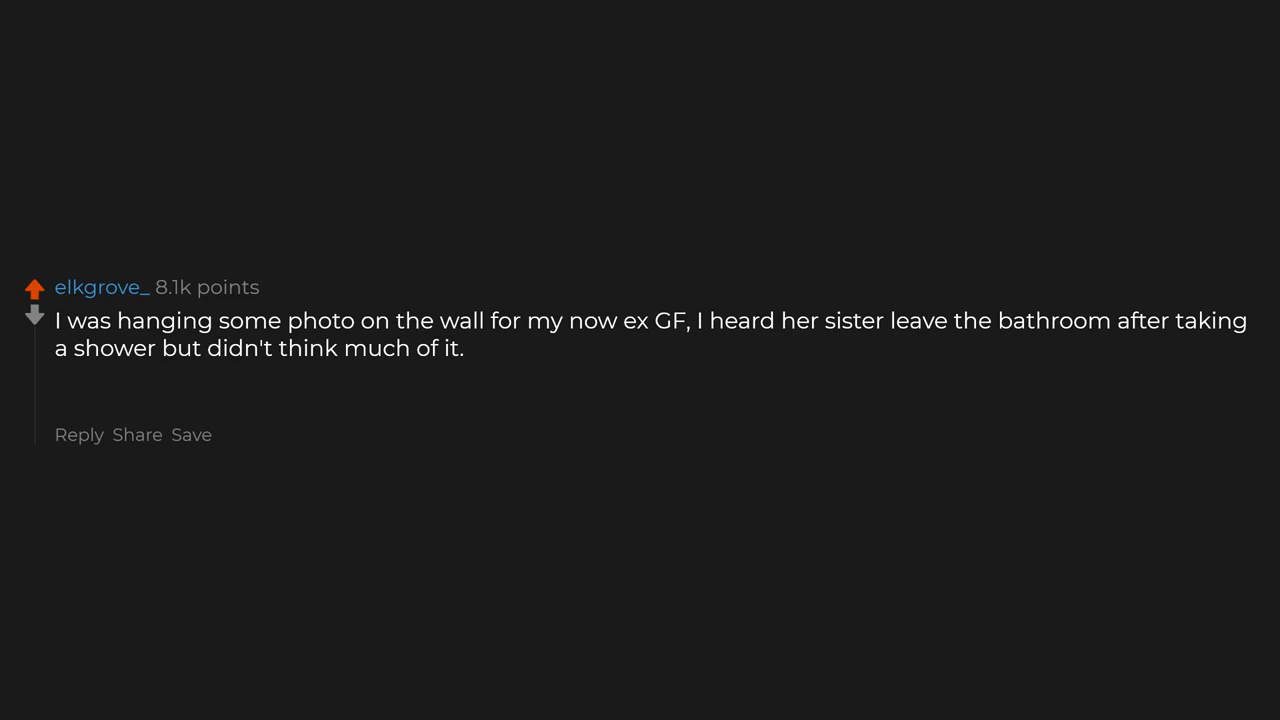 elkgrove_ 8.1k points
I was hanging some photo on the wall for my now ex GF, I heard her sister leave the bathroom after taking
a shower but didn't think much of it.
Reply Share Save